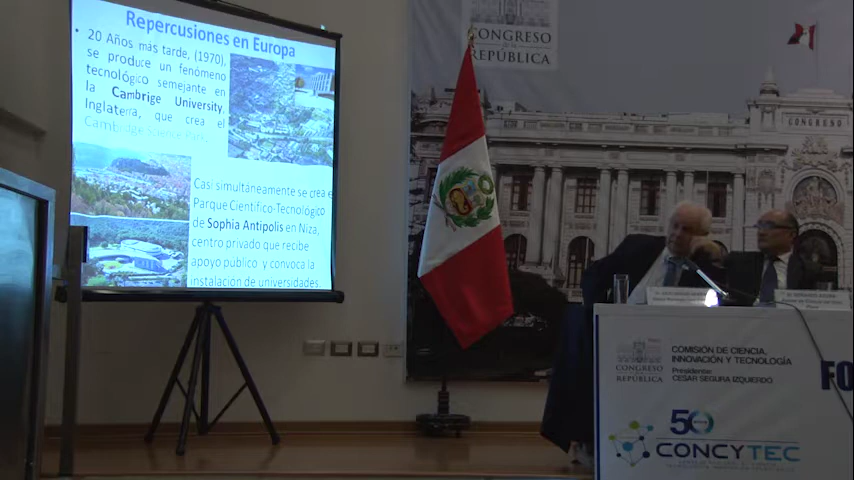 Repercusiones en Europa
• 20 Años más tarde, (1970),
se produce un fenómeno
tecnológico semejante en
la Cambrige University,
Inglaterra, que crea el
Cambridge Science Park.
Casi simultáneamente se crea e
Parque Científico-Tecnológico
de Sophia Antipolis en Niza,
centro privado que recibe
apoyo público y convoca la
instalación de universidades.
CONGRESO
de la
REPÚBLICA
CONGRESO
CONGRESO
REPÚBLICA
COMISIÓN DE CIENCIA,
INNOVACIÓN Y TECNOLOGÍA
Presidente:
CESAR SEGURA IZQUIERDO
FO
50
CONCYTEC